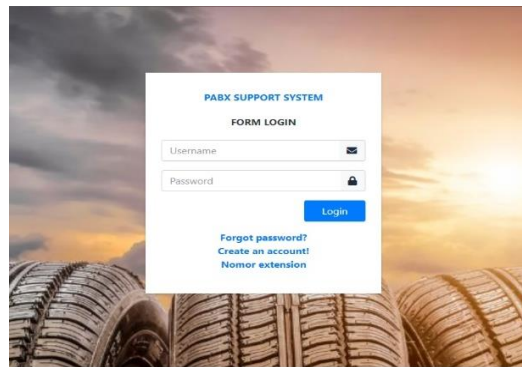 PABX SUPPORT SYSTEM
FORM LOGIN
Username
Password
Login
Forgot password?
Create an account!
Nomor extension